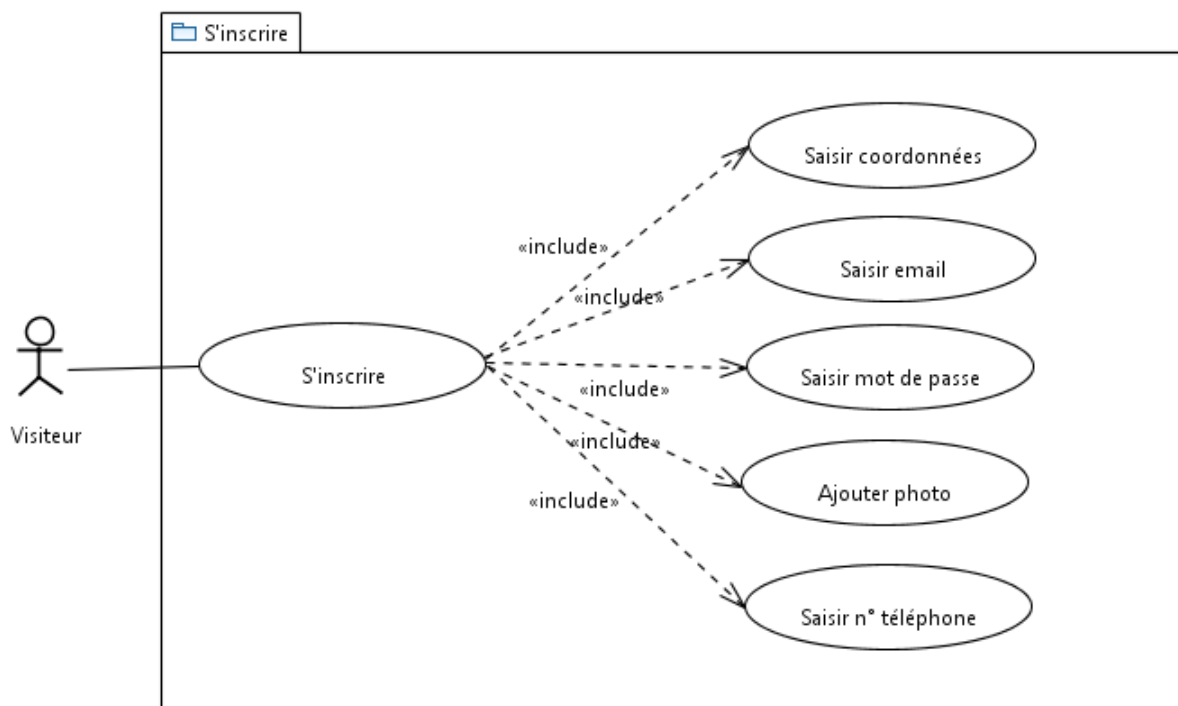 S'inscrire
Saisir coordonnées
«include»
Saisir email
«include»
S'inscrire
Saisir mot de passe
«include»
Visiteur
«include»
Ajouter photo
«include»
Saisir n° téléphone